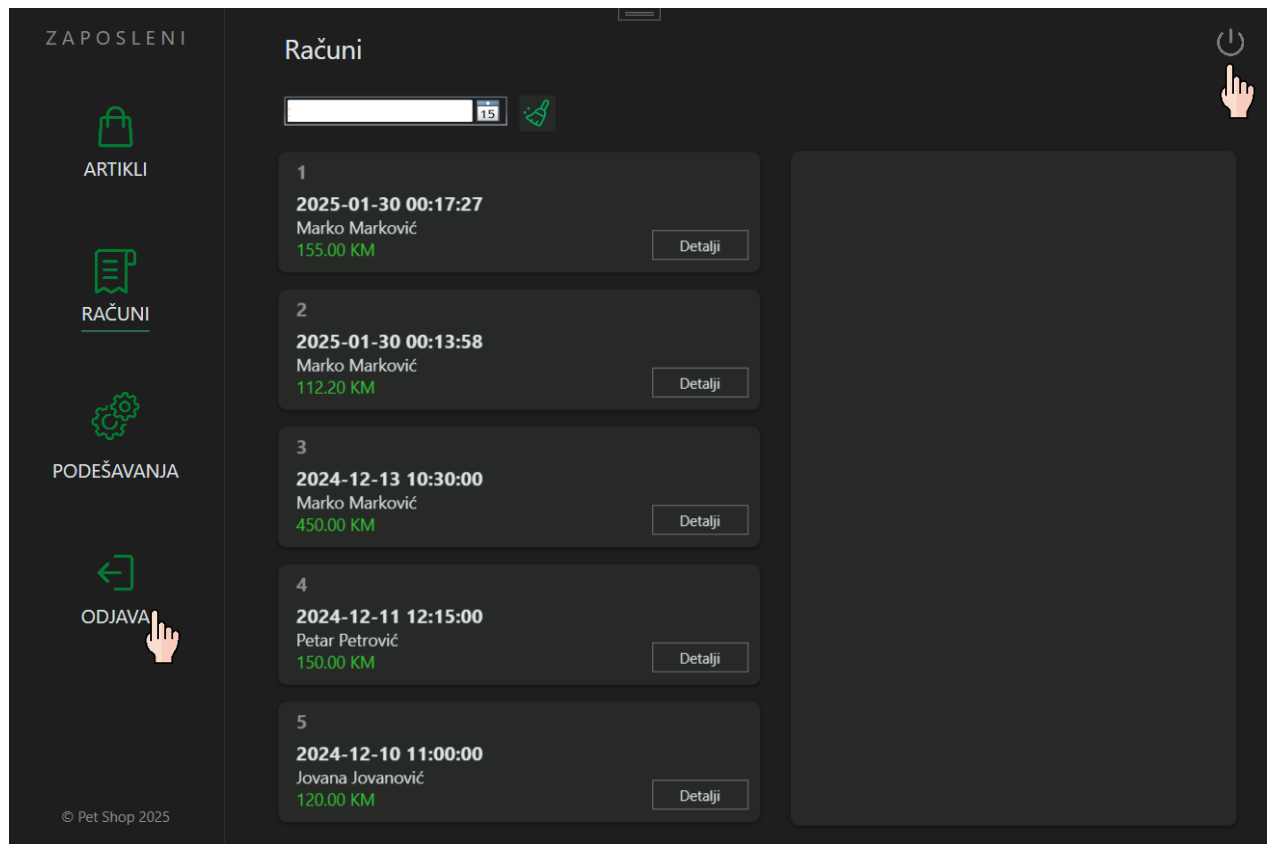 ZAPOSLENI
ARTIKLI
RAČUNI
PODEŠAVANJA
ODJAVA
© Pet Shop 2025
Računi
15
1
2025-01-30 00:17:27
Marko Marković
155.00 KM
Detalji
2
2025-01-30 00:13:58
Marko Marković
112.20 KM
Detalji
3
2024-12-13 10:30:00
Marko Marković
450.00 KM
Detalji
4
2024-12-11 12:15:00
Petar Petrović
150.00 KM
Detalji
5
2024-12-10 11:00:00
Jovana Jovanović
120.00 KM
Detalji